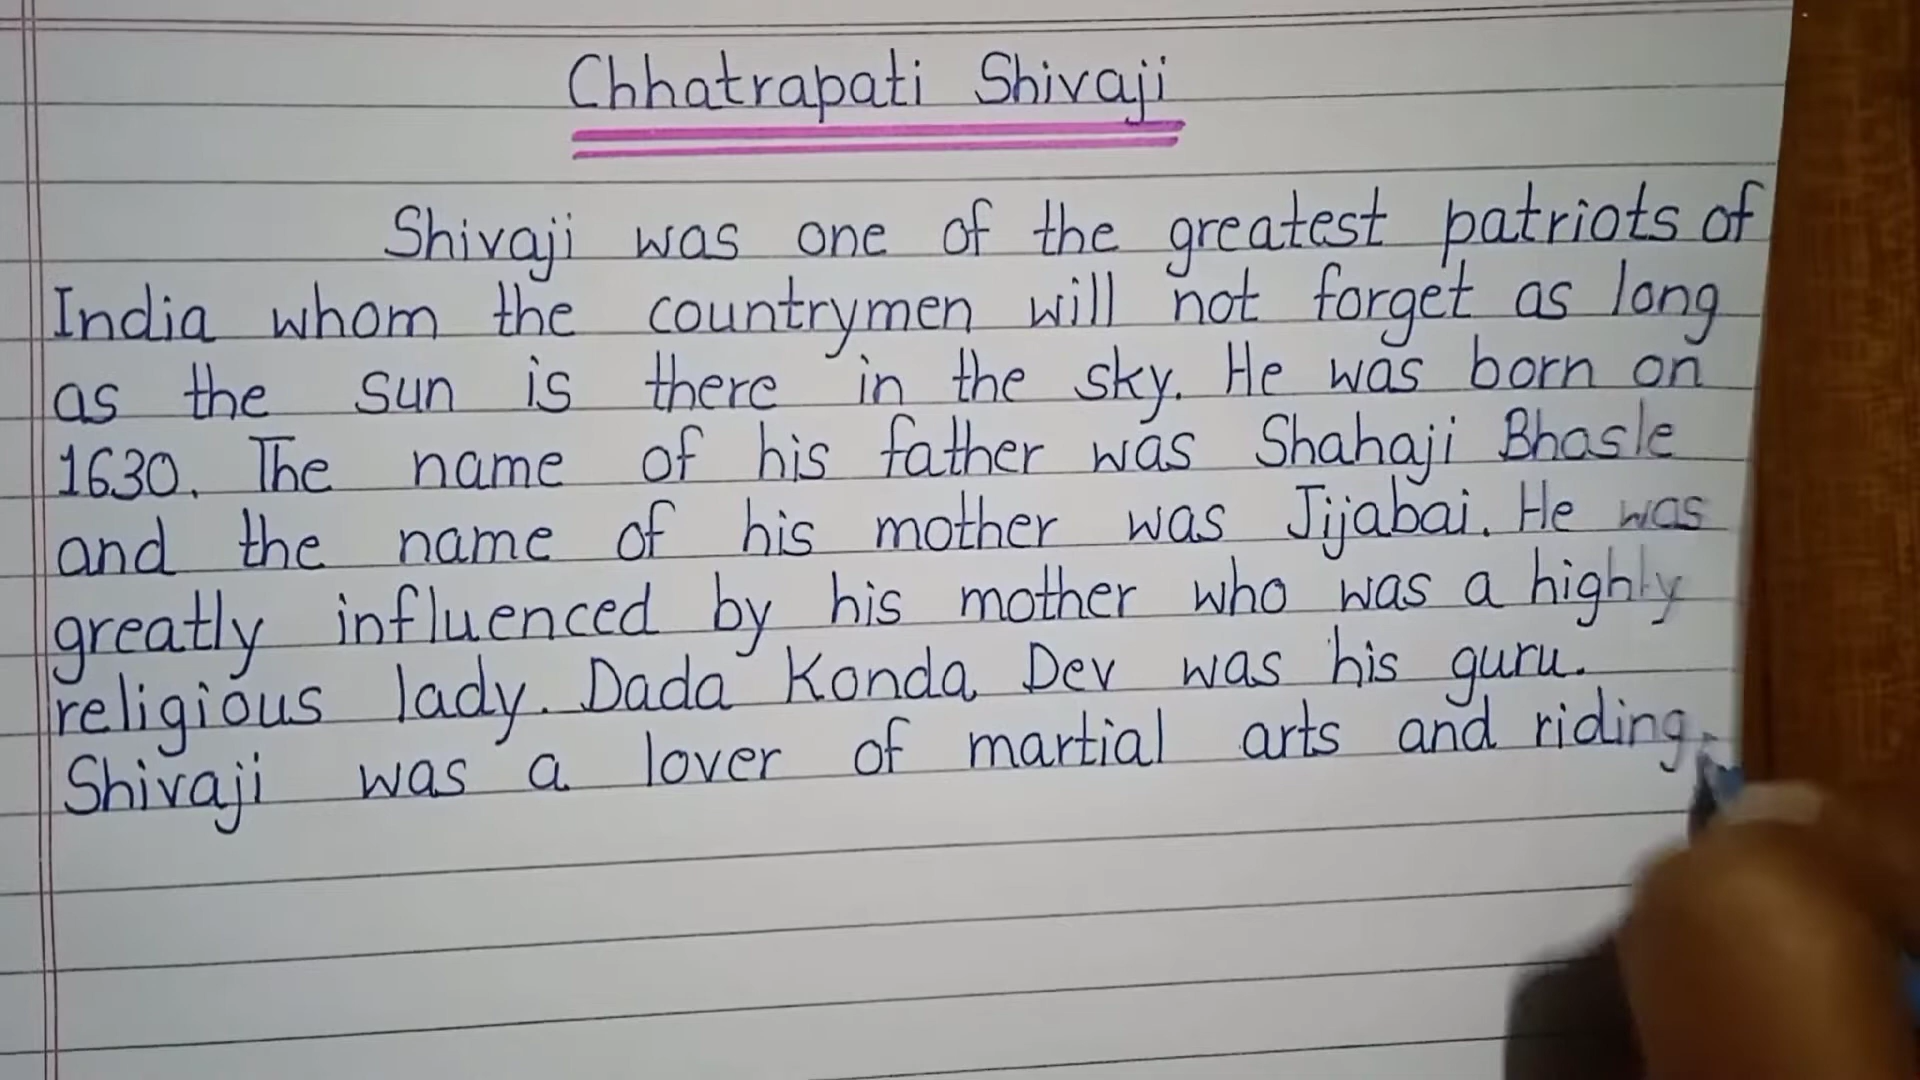 Chhatrapati Shivaji
Shivaji was one of the greatest patriots of
India whom the countrymen will not forget as long
as the sun is there in the sky. He was born on
1630. The name of his father was Shahaji Bhosle
and the name of his mother was Jijabai. He was
greatly influenced by his mother who was a highly
religious lady. Dada Konda Dev was his guru.
Shivaji was a lover of martial arts and riding.